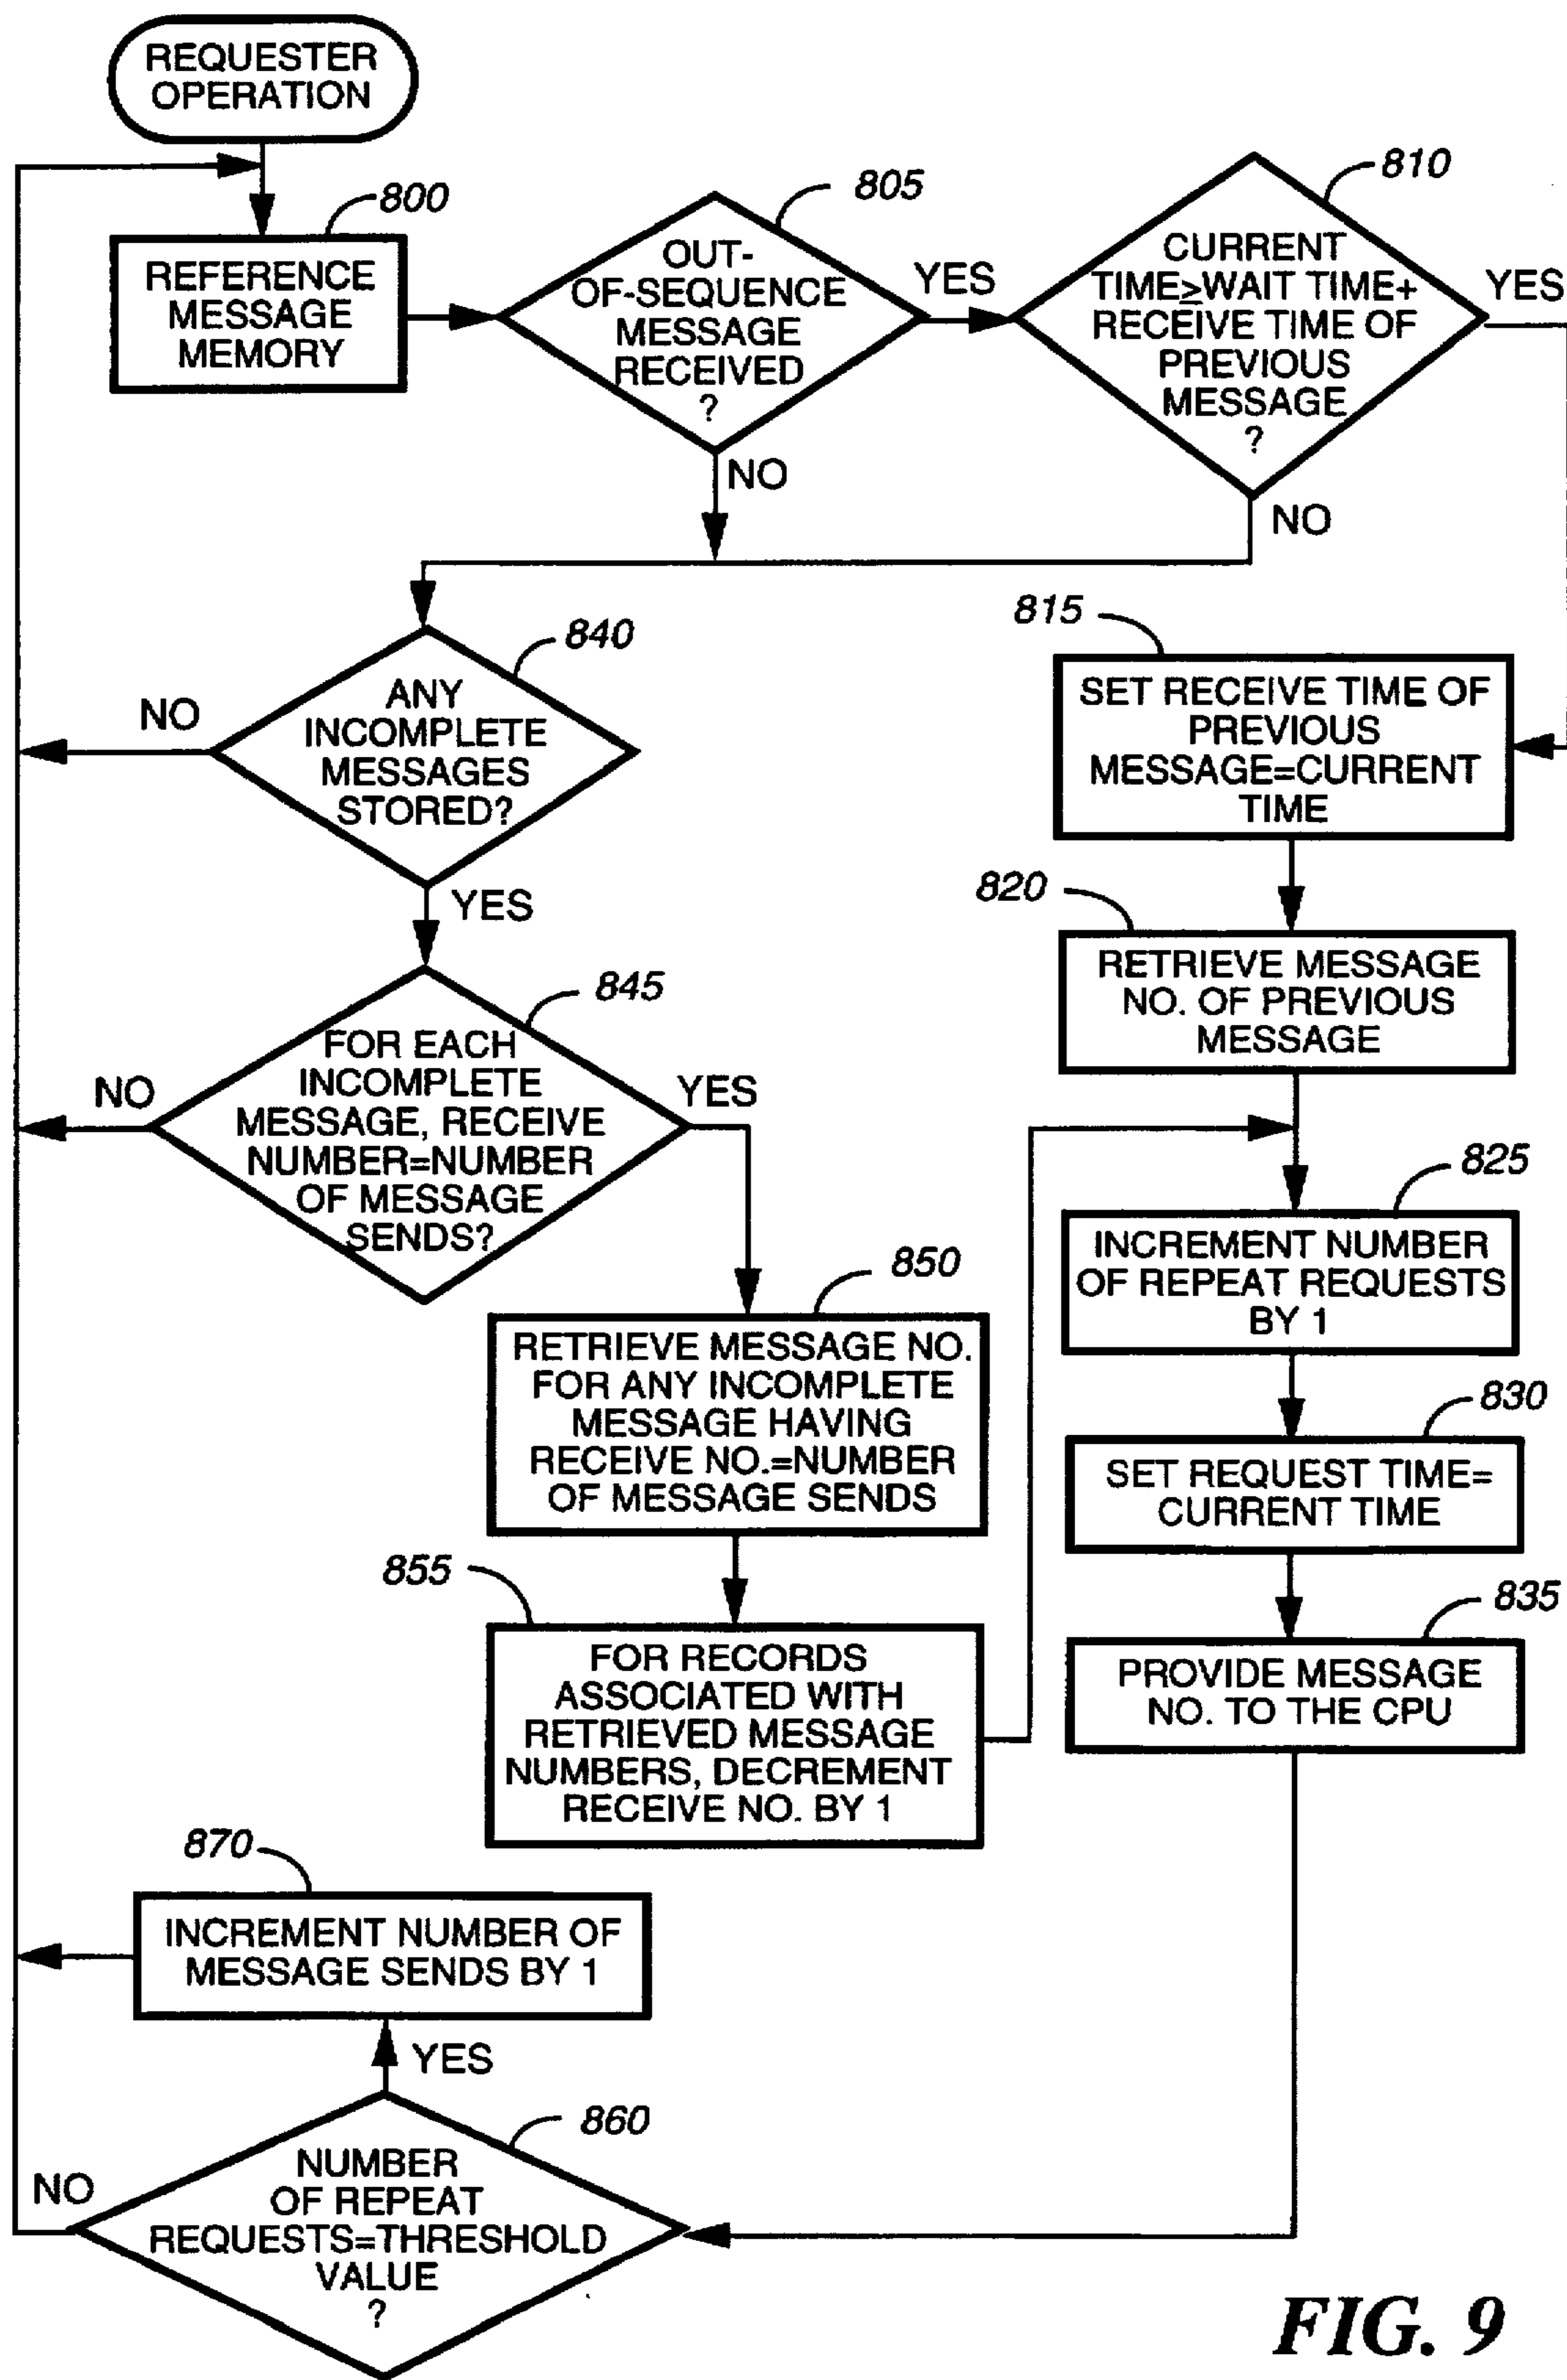 REQUESTER
OPERATION
800
REFERENCE
MESSAGE
MEMORY
805
OUT-
OF-SEQUENCE
MESSAGE
RECEIVED
?
YES
NO
810
CURRENT
TIME≥WAIT TIME+
RECEIVE TIME OF
PREVIOUS
MESSAGE
?
YES
NO
815
SET RECEIVE TIME OF
PREVIOUS
MESSAGE=CURRENT
TIME
820
RETRIEVE MESSAGE
NO. OF PREVIOUS
MESSAGE
825
INCREMENT NUMBER
OF REPEAT REQUESTS
BY 1
830
SET REQUEST TIME=
CURRENT TIME
835
PROVIDE MESSAGE
NO. TO THE CPU
840
ANY
INCOMPLETE
MESSAGES
STORED?
NO
YES
845
FOR EACH
INCOMPLETE
MESSAGE, RECEIVE
NUMBER=NUMBER
OF MESSAGE
SENDS?
NO
YES
850
RETRIEVE MESSAGE NO.
FOR ANY INCOMPLETE
MESSAGE HAVING
RECEIVE NO.=NUMBER
OF MESSAGE SENDS
855
FOR RECORDS
ASSOCIATED WITH
RETRIEVED MESSAGE
NUMBERS, DECREMENT
RECEIVE NO. BY 1
870
INCREMENT NUMBER OF
MESSAGE SENDS BY 1
YES
860
NUMBER
OF REPEAT
REQUESTS=THRESHOLD
VALUE
?
NO
FIG. 9